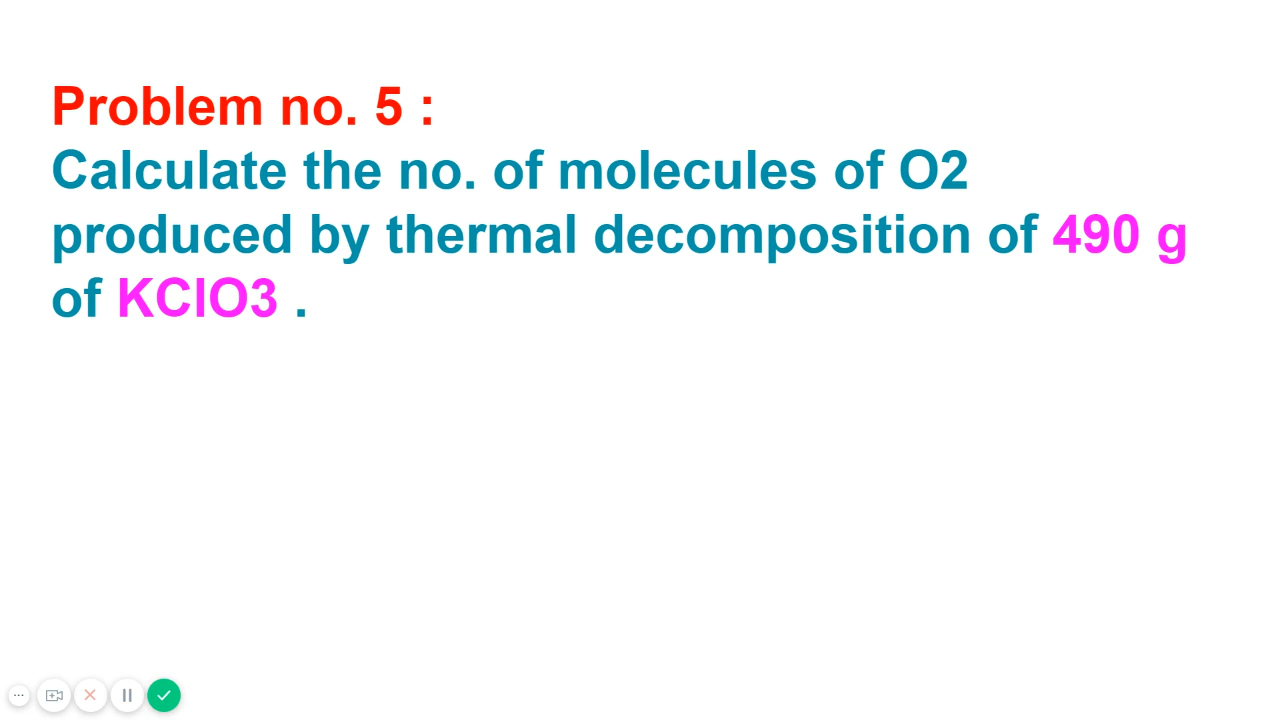 Problem no. 5 :
Calculate the no. of molecules of O2
produced by thermal decomposition of 490 g
of KClO3 .